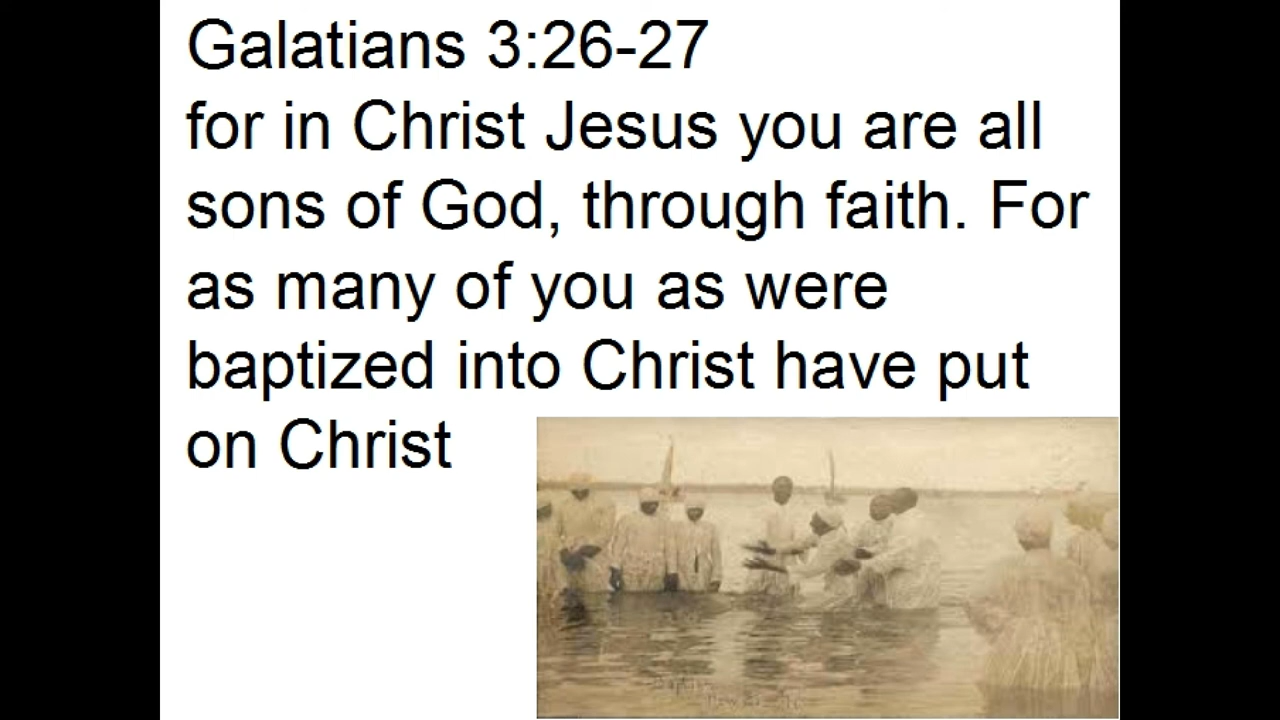 Galatians 3:26-27
for in Christ Jesus you are all
sons of God, through faith. For
as many of you as were
baptized into Christ have put
on Christ